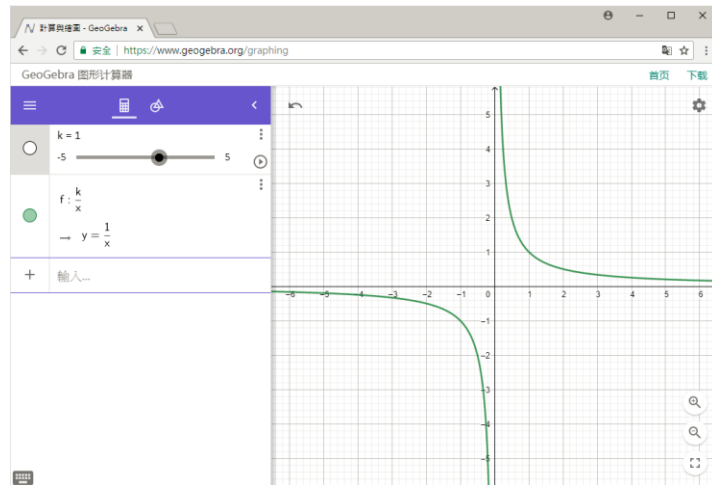 計算與繪圖 - GeoGebra
安全 | https://www.geogebra.org/graphing
GeoGebra 图形计算器
首页 下载
k = 1
-5 5
f : k/x
→ y = 1/x
+ 輸入…
5
4
3
2
1
-6 -5 -4 -3 -2 -1 0 1 2 3 4 5 6
-1
-2
-3
-4
-5